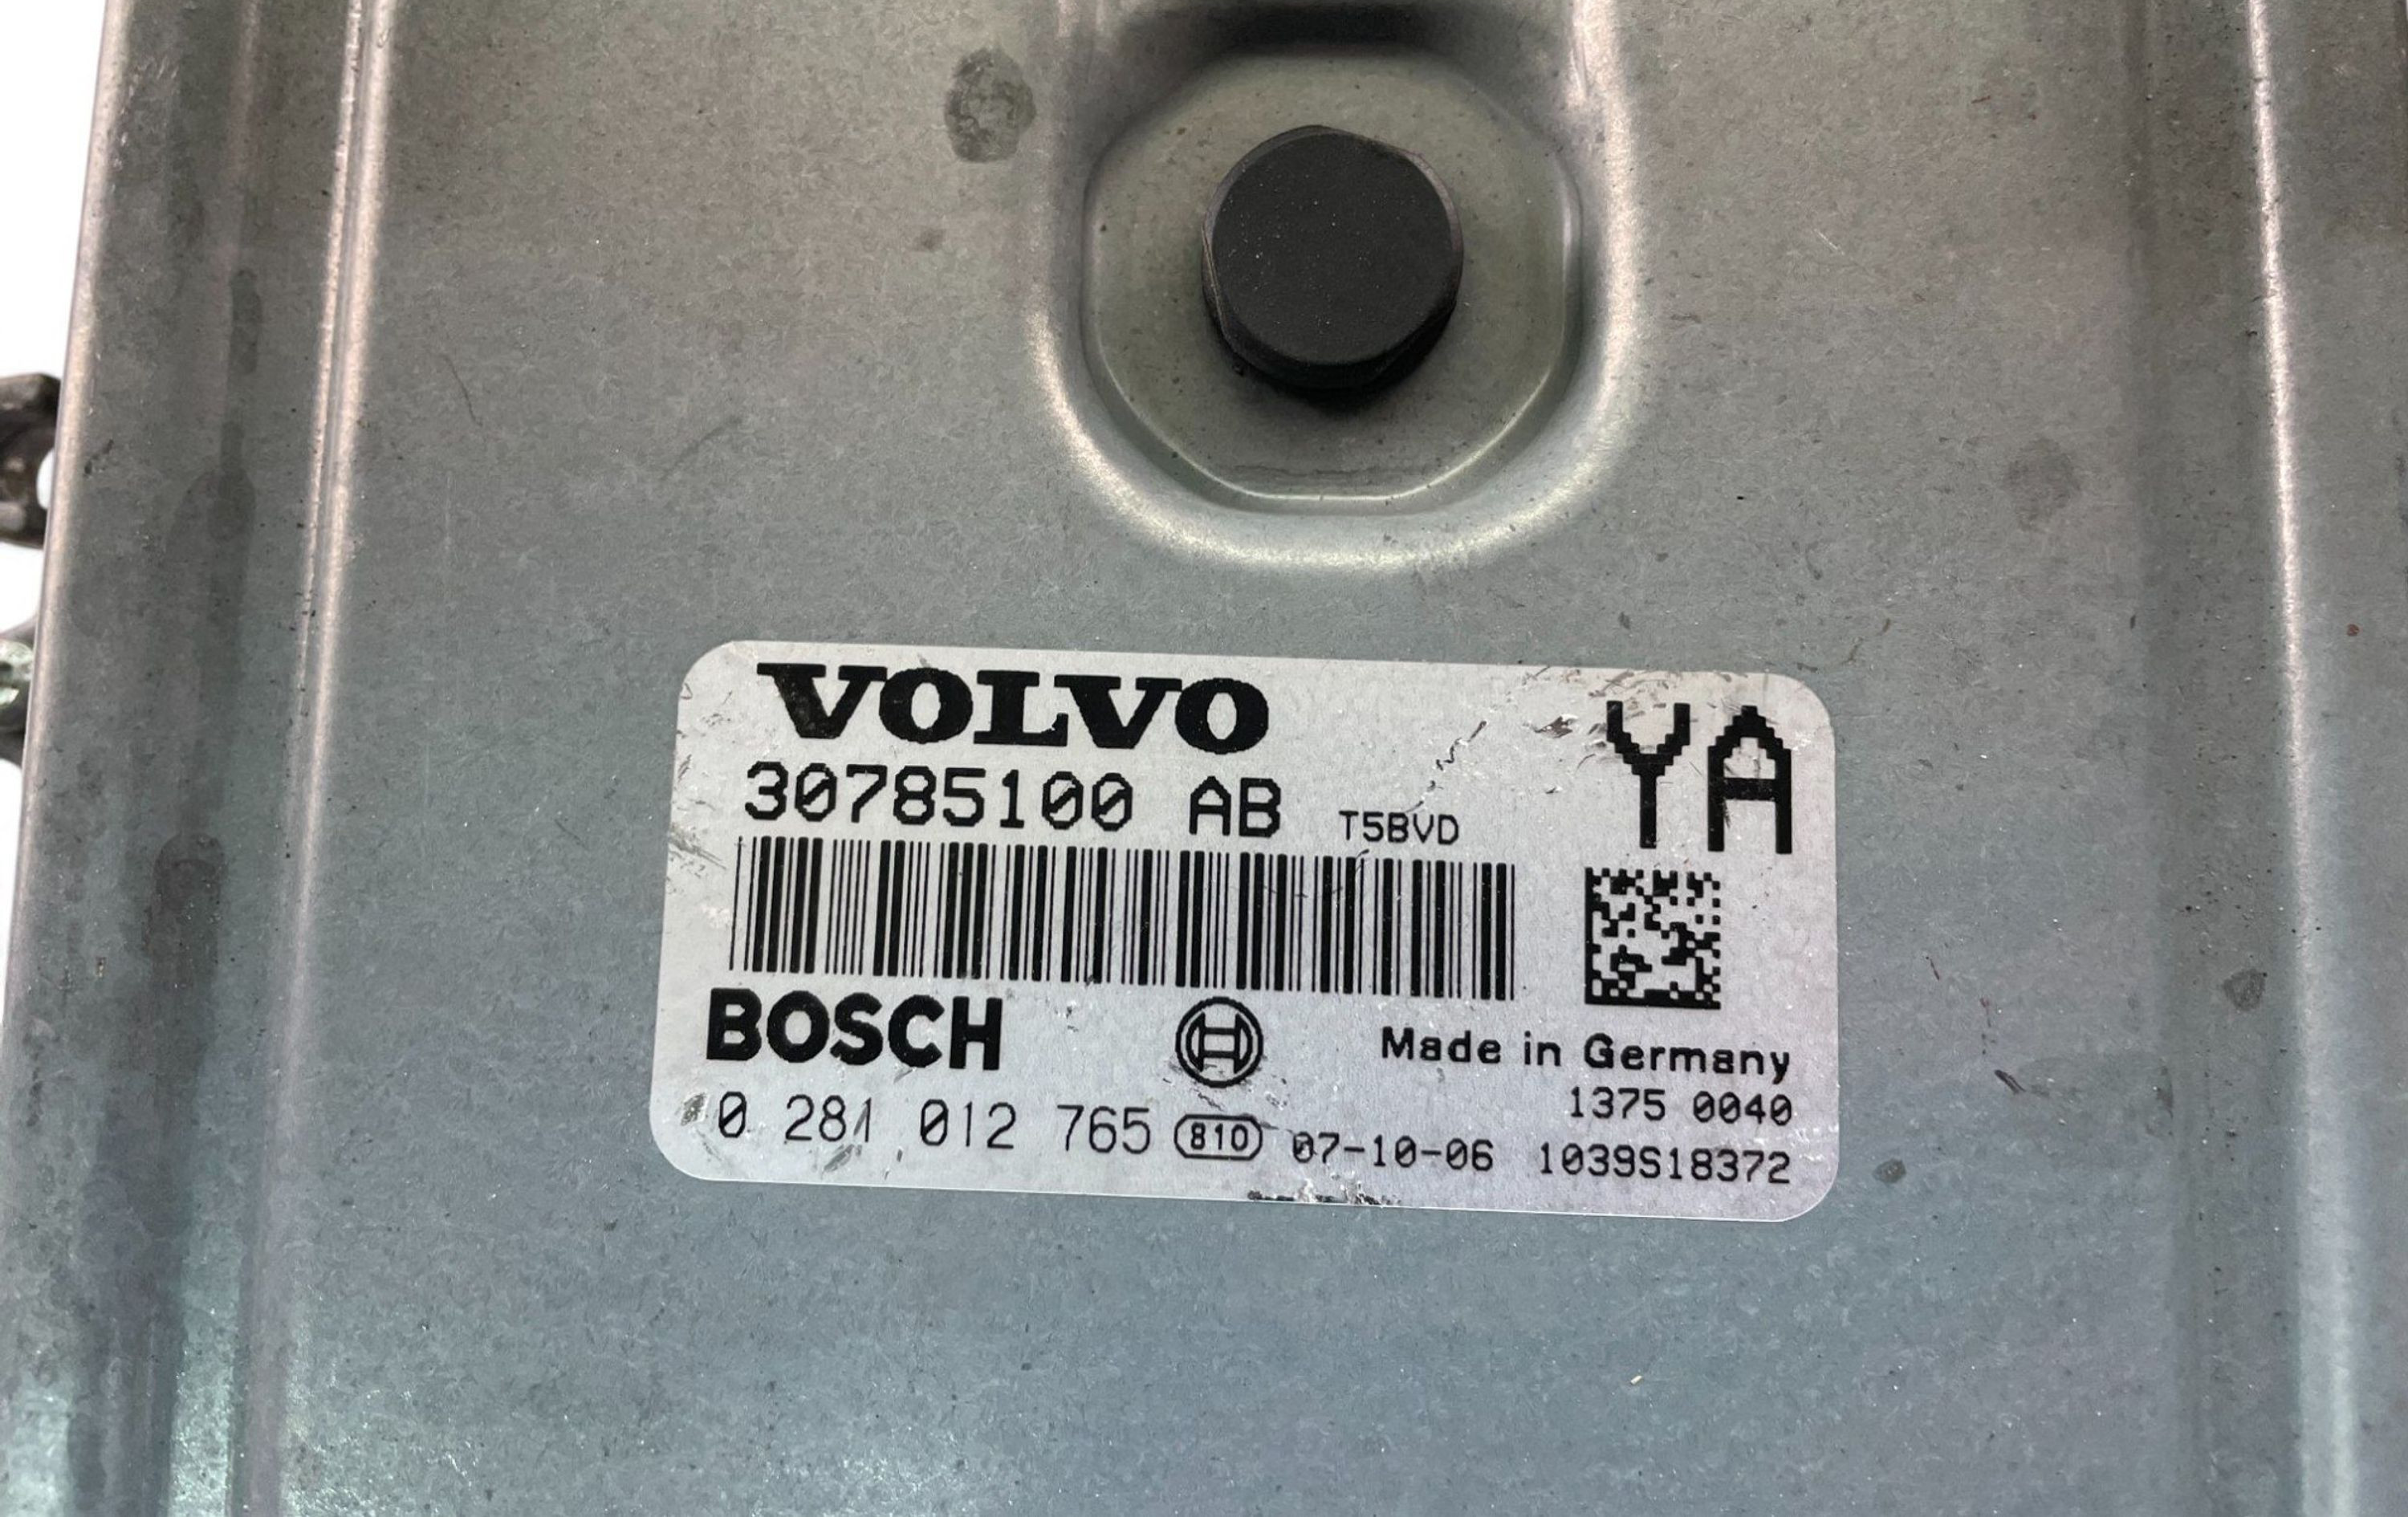 VOLVO
YA
30785100 AB T5BVD
BOSCH
Made in Germany
1375 0040
0 281 012 765 810 07-10-06 1039S18372